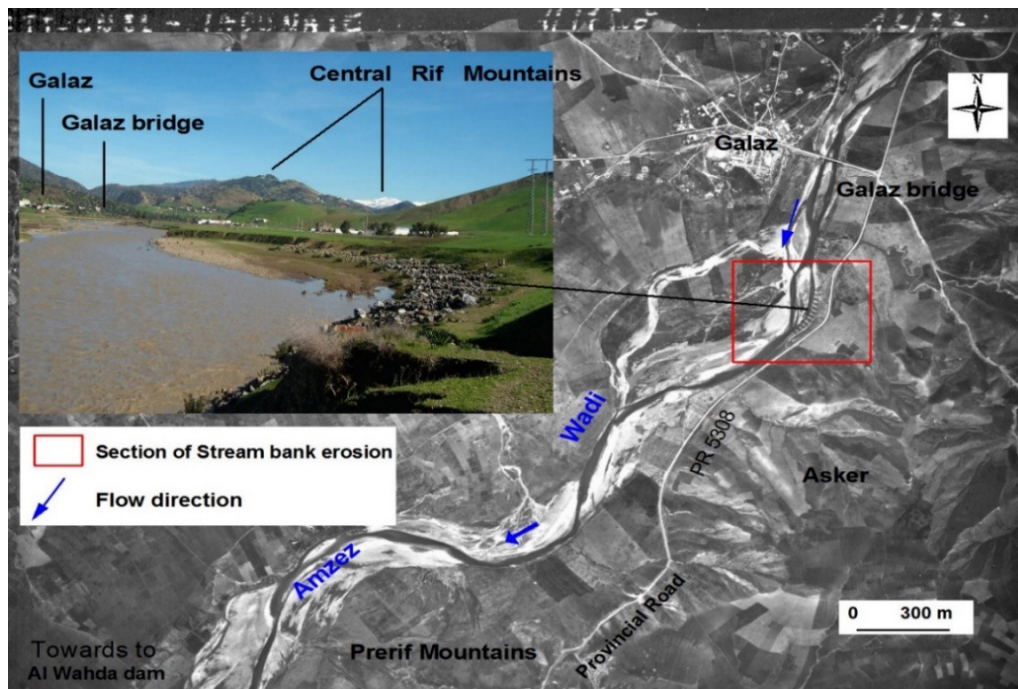 Galaz
Central Rif Mountains
Galaz bridge
N
Galaz
Galaz bridge
Wadi
PR 5308
Section of Stream bank erosion
Flow direction
Asker
Amzez
0 300 m
Provincial Road
Prerif Mountains
Towards to
Al Wahda dam